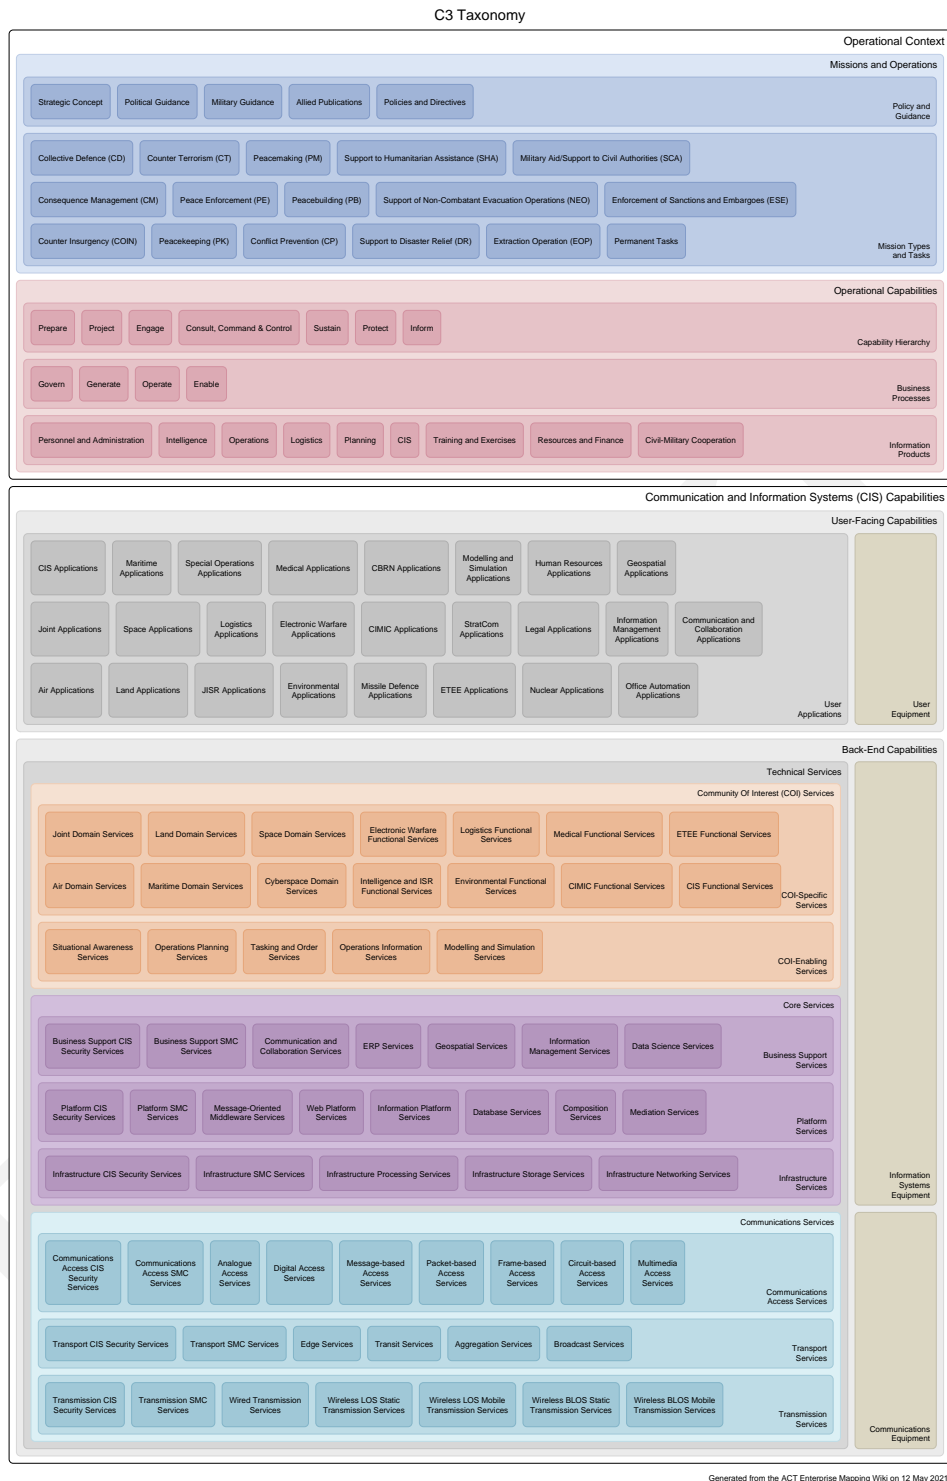 C3 Taxonomy
Operational Context
Missions and Operations
Strategic Concept
Political Guidance
Military Guidance
Allied Publications
Policies and Directives
Policy and
Guidance
Collective Defence (CD)
Counter Terrorism (CT)
Peacemaking (PM)
Support to Humanitarian Assistance (SHA)
Military Aid/Support to Civil Authorities (SCA)
Consequence Management (CM)
Peace Enforcement (PE)
Peacebuilding (PB)
Support of Non-Combatant Evacuation Operations (NEO)
Enforcement of Sanctions and Embargoes (ESE)
Counter Insurgency (COIN)
Peacekeeping (PK)
Conflict Prevention (CP)
Support to Disaster Relief (DR)
Extraction Operation (EOP)
Permanent Tasks
Mission Types
and Tasks
Operational Capabilities
Prepare
Project
Engage
Consult, Command & Control
Sustain
Protect
Inform
Capability Hierarchy
Govern
Generate
Operate
Enable
Business
Processes
Personnel and Administration
Intelligence
Operations
Logistics
Planning
CIS
Training and Exercises
Resources and Finance
Civil-Military Cooperation
Information
Products
Communication and Information Systems (CIS) Capabilities
User-Facing Capabilities
CIS Applications
Maritime
Applications
Special Operations
Applications
Medical Applications
CBRN Applications
Modelling and
Simulation
Applications
Human Resources
Applications
Geospatial
Applications
Joint Applications
Space Applications
Logistics
Applications
Electronic Warfare
Applications
CIMIC Applications
StratCom
Applications
Legal Applications
Information
Management
Applications
Communication and
Collaboration
Applications
Air Applications
Land Applications
JISR Applications
Environmental
Applications
Missile Defence
Applications
ETEE Applications
Nuclear Applications
Office Automation
Applications
User
Applications
User
Equipment
Back-End Capabilities
Technical Services
Community Of Interest (COI) Services
Joint Domain Services
Land Domain Services
Space Domain Services
Electronic Warfare
Functional Services
Logistics Functional
Services
Medical Functional Services
ETEE Functional Services
Air Domain Services
Maritime Domain Services
Cyberspace Domain
Services
Intelligence and ISR
Functional Services
Environmental Functional
Services
CIMIC Functional Services
CIS Functional Services
COI-Specific
Services
Situational Awareness
Services
Operations Planning
Services
Tasking and Order
Services
Operations Information
Services
Modelling and Simulation
Services
COI-Enabling
Services
Core Services
Business Support CIS
Security Services
Business Support SMC
Services
Communication and
Collaboration Services
ERP Services
Geospatial Services
Information
Management Services
Data Science Services
Business Support
Services
Platform CIS
Security Services
Platform SMC
Services
Message-Oriented
Middleware Services
Web Platform
Services
Information Platform
Services
Database Services
Composition
Services
Mediation Services
Platform
Services
Infrastructure CIS Security Services
Infrastructure SMC Services
Infrastructure Processing Services
Infrastructure Storage Services
Infrastructure Networking Services
Infrastructure
Services
Information
Systems
Equipment
Communications Services
Communications
Access CIS
Security
Services
Communications
Access SMC
Services
Analogue
Access
Services
Digital Access
Services
Message-based
Access
Services
Packet-based
Access
Services
Frame-based
Access
Services
Circuit-based
Access
Services
Multimedia
Access
Services
Communications
Access Services
Transport CIS Security Services
Transport SMC Services
Edge Services
Transit Services
Aggregation Services
Broadcast Services
Transport
Services
Transmission CIS
Security Services
Transmission SMC
Services
Wired Transmission
Services
Wireless LOS Static
Transmission Services
Wireless LOS Mobile
Transmission Services
Wireless BLOS Static
Transmission Services
Wireless BLOS Mobile
Transmission Services
Transmission
Services
Communications
Equipment
Generated from the ACT Enterprise Mapping Wiki on 12 May 2021